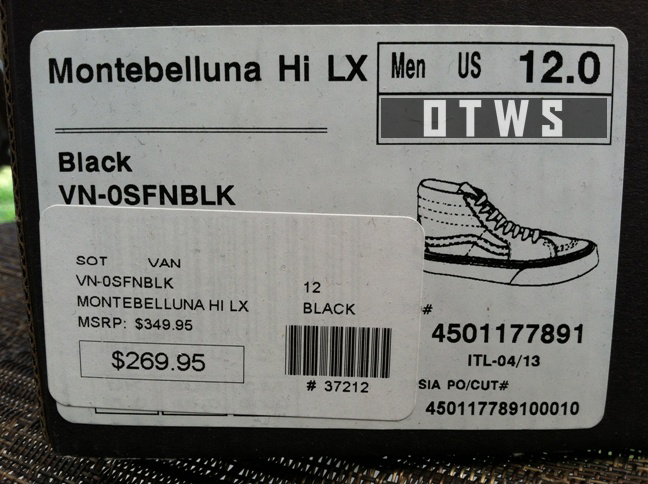 Montebelluna Hi LX
Men US 12.0
OTWS
Black
VN-0SFNBLK
SOT VAN
VN-0SFNBLK 12
MONTEBELLUNA HI LX BLACK
MSRP: $349.95
$269.95
# 37212
#
4501177891
ITL-04/13
SIA PO/CUT#
450117789100010